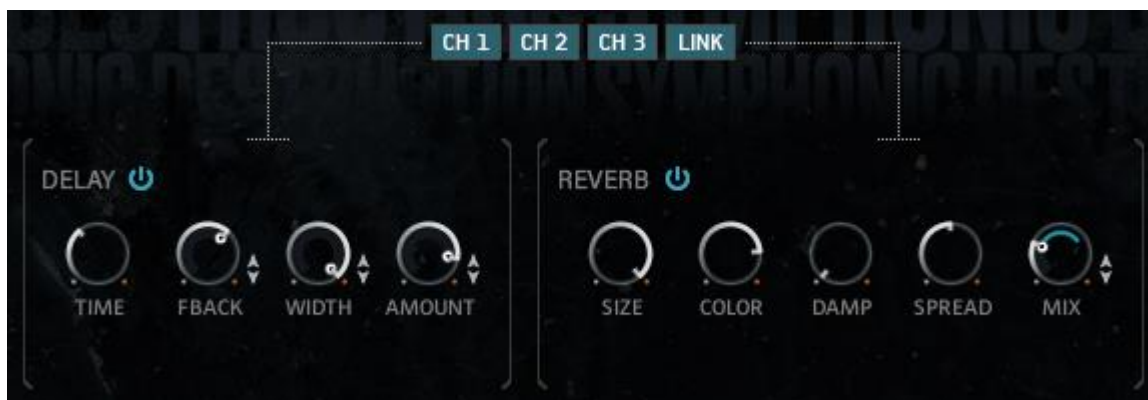 CH 1 CH 2 CH 3 LINK
DELAY
REVERB
TIME FBACK WIDTH AMOUNT
SIZE COLOR DAMP SPREAD MIX